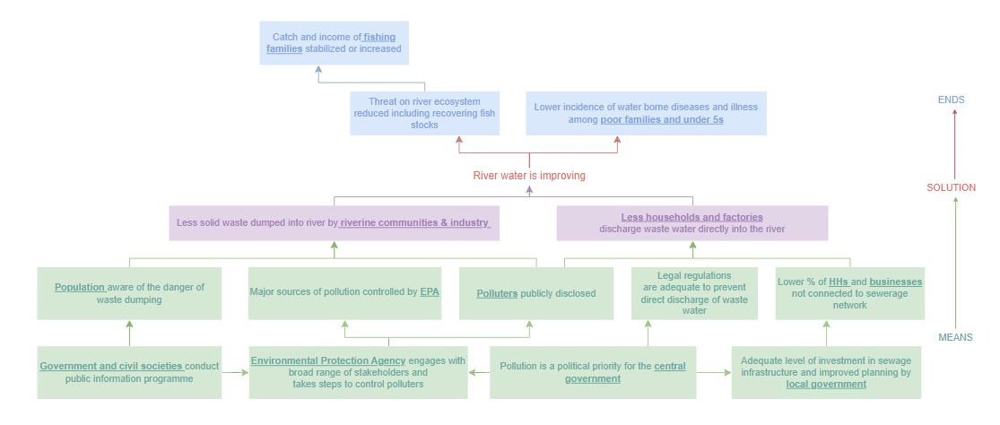 Catch and income of fishing
families stabilized or increased
Threat on river ecosystem
reduced including recovering fish
stocks
Lower incidence of water borne diseases and illness
among poor families and under 5s
ENDS
River water is improving
SOLUTION
Less solid waste dumped into river by riverine communities & industry
Less households and factories
discharge waste water directly into the river
Population aware of the danger of
waste dumping
Major sources of pollution controlled by EPA
Polluters publicly disclosed
Legal regulations
are adequate to prevent
direct discharge of waste
water
Lower % of HHs and businesses
not connected to sewerage
network
MEANS
Government and civil societies conduct
public information programme
Environmental Protection Agency engages with
broad range of stakeholders and
takes steps to control polluters
Pollution is a political priority for the central
government
Adequate level of investment in sewage
infrastructure and improved planning by
local government